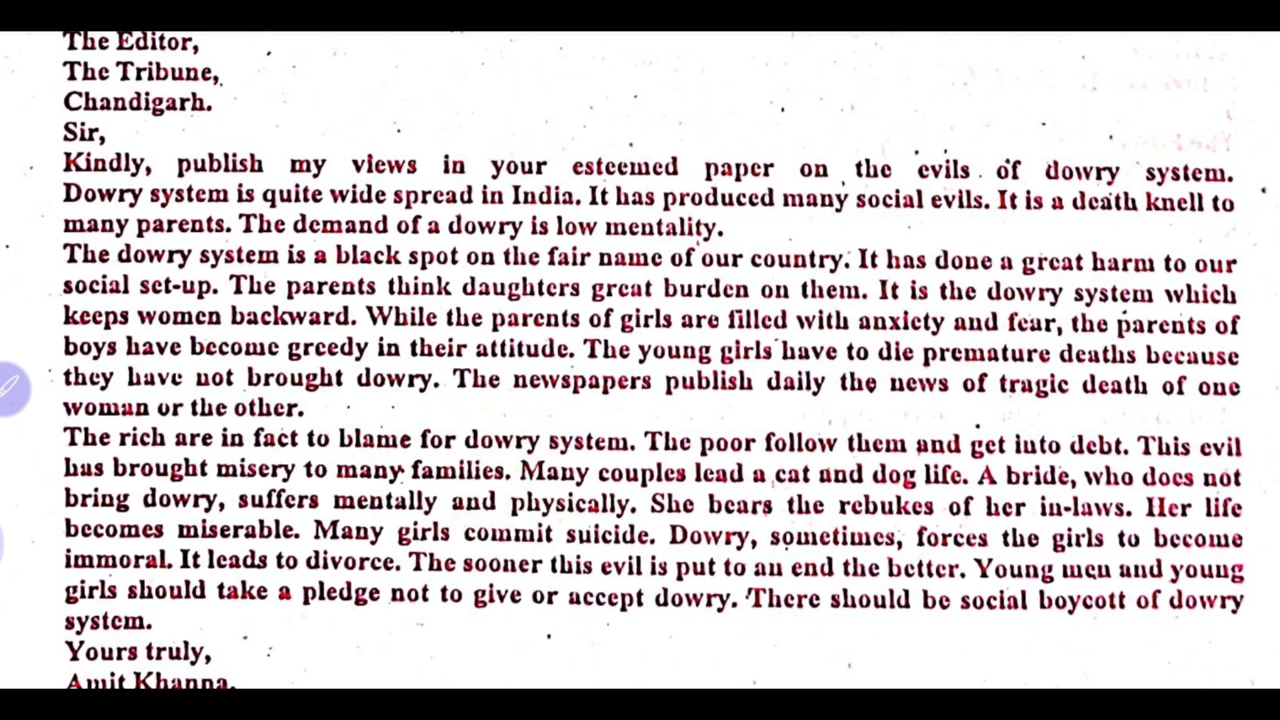 The Editor,
The Tribune,
Chandigarh.
Sir,
Kindly, publish my views in your esteemed paper on the evils of dowry system.
Dowry system is quite wide spread in India. It has produced many social evils. It is a death knell to
many parents. The demand of a dowry is low mentality.
The dowry system is a black spot on the fair name of our country. It has done a great harm to our
social set-up. The parents think daughters great burden on them. It is the dowry system which
keeps women backward. While the parents of girls are filled with anxiety and fear, the parents of
boys have become greedy in their attitude. The young girls have to die premature deaths because
they have not brought dowry. The newspapers publish daily the news of tragic death of one
woman or the other.
The rich are in fact to blame for dowry system. The poor follow them and get into debt. This evil
has brought misery to many families. Many couples lead a cat and dog life. A bride, who does not
bring dowry, suffers mentally and physically. She bears the rebukes of her in-laws. Her life
becomes miserable. Many girls commit suicide. Dowry, sometimes, forces the girls to become
immoral. It leads to divorce. The sooner this evil is put to an end the better. Young men and young
girls should take a pledge not to give or accept dowry. There should be social boycott of dowry
system.
Yours truly,
Amit Khanna.